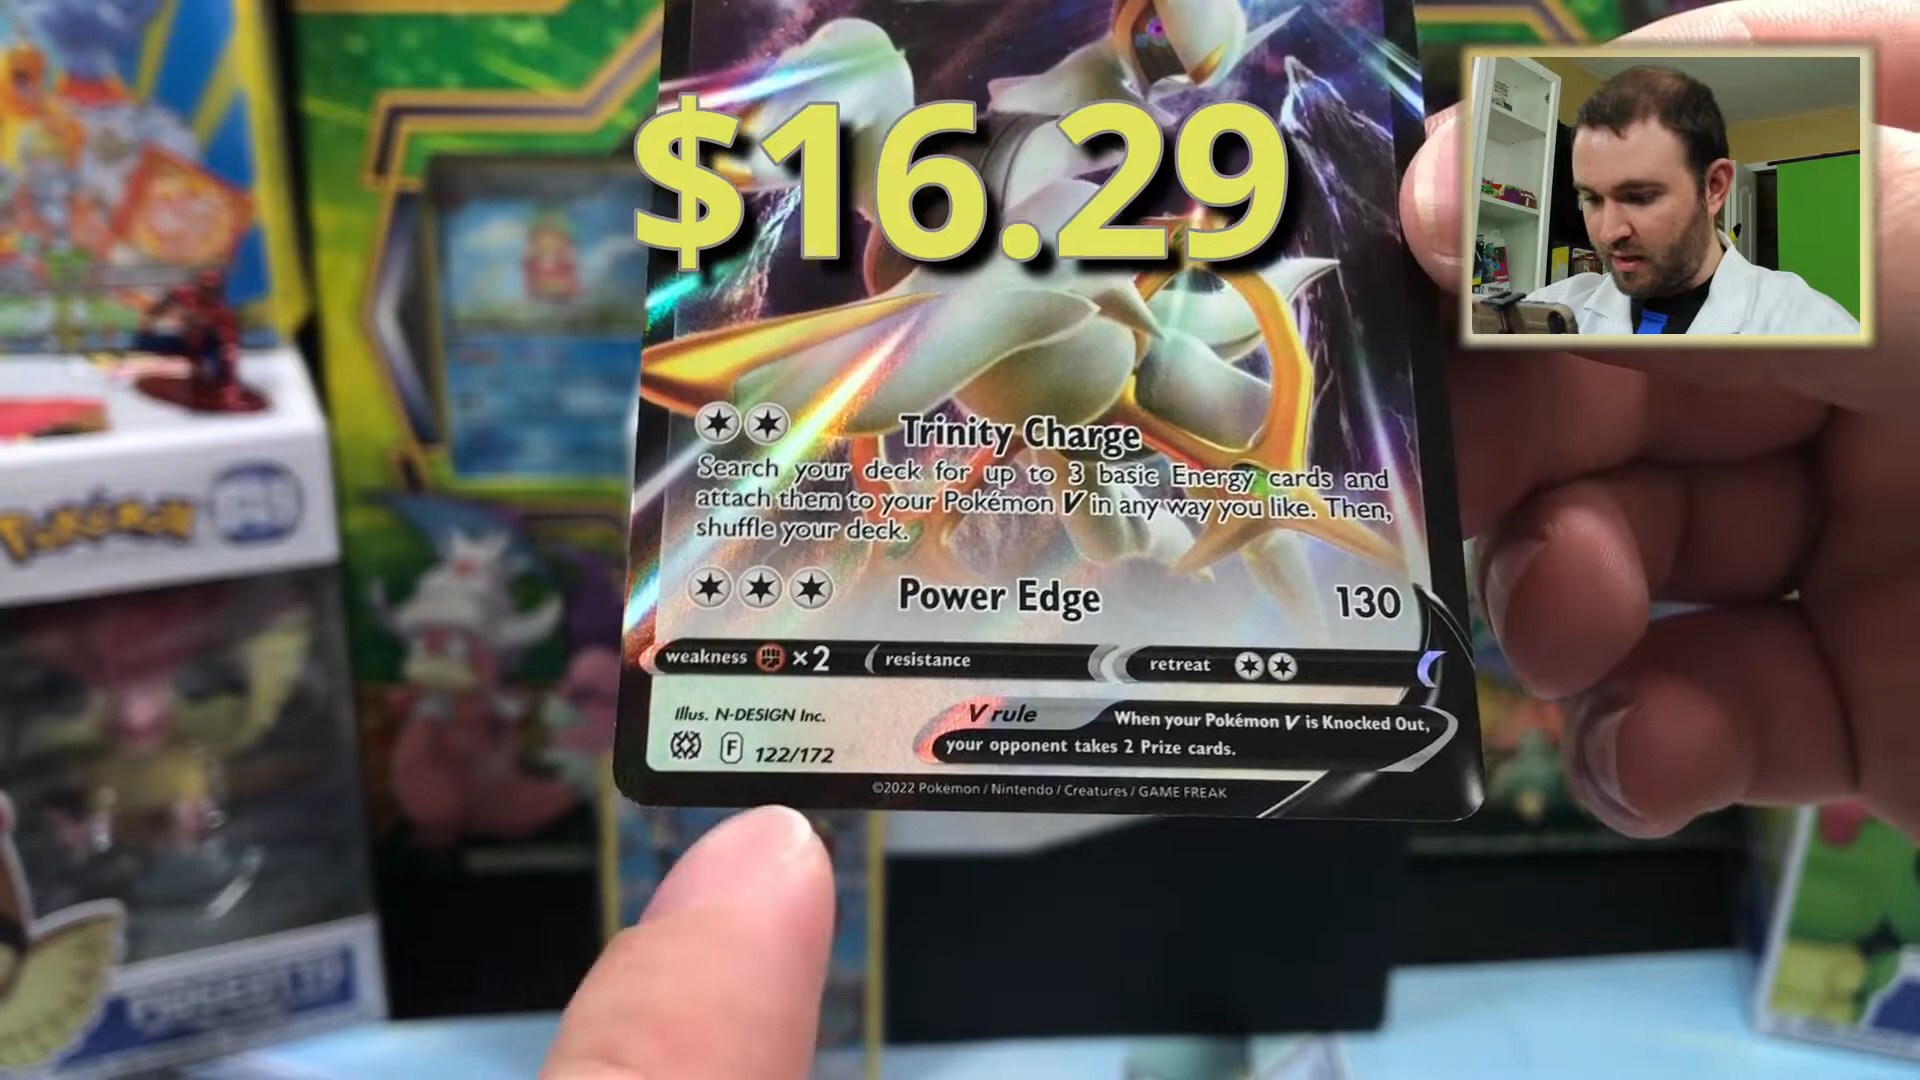 $16.29
Trinity Charge
Search your deck for up to 3 basic Energy cards and
attach them to your Pokémon V in any way you like. Then,
shuffle your deck.
Power Edge 130
weakness ×2 resistance retreat
Illus. N-DESIGN Inc.
F 122/172
V rule When your Pokémon V is Knocked Out,
your opponent takes 2 Prize cards.
©2022 Pokémon / Nintendo / Creatures / GAME FREAK
Pokémon